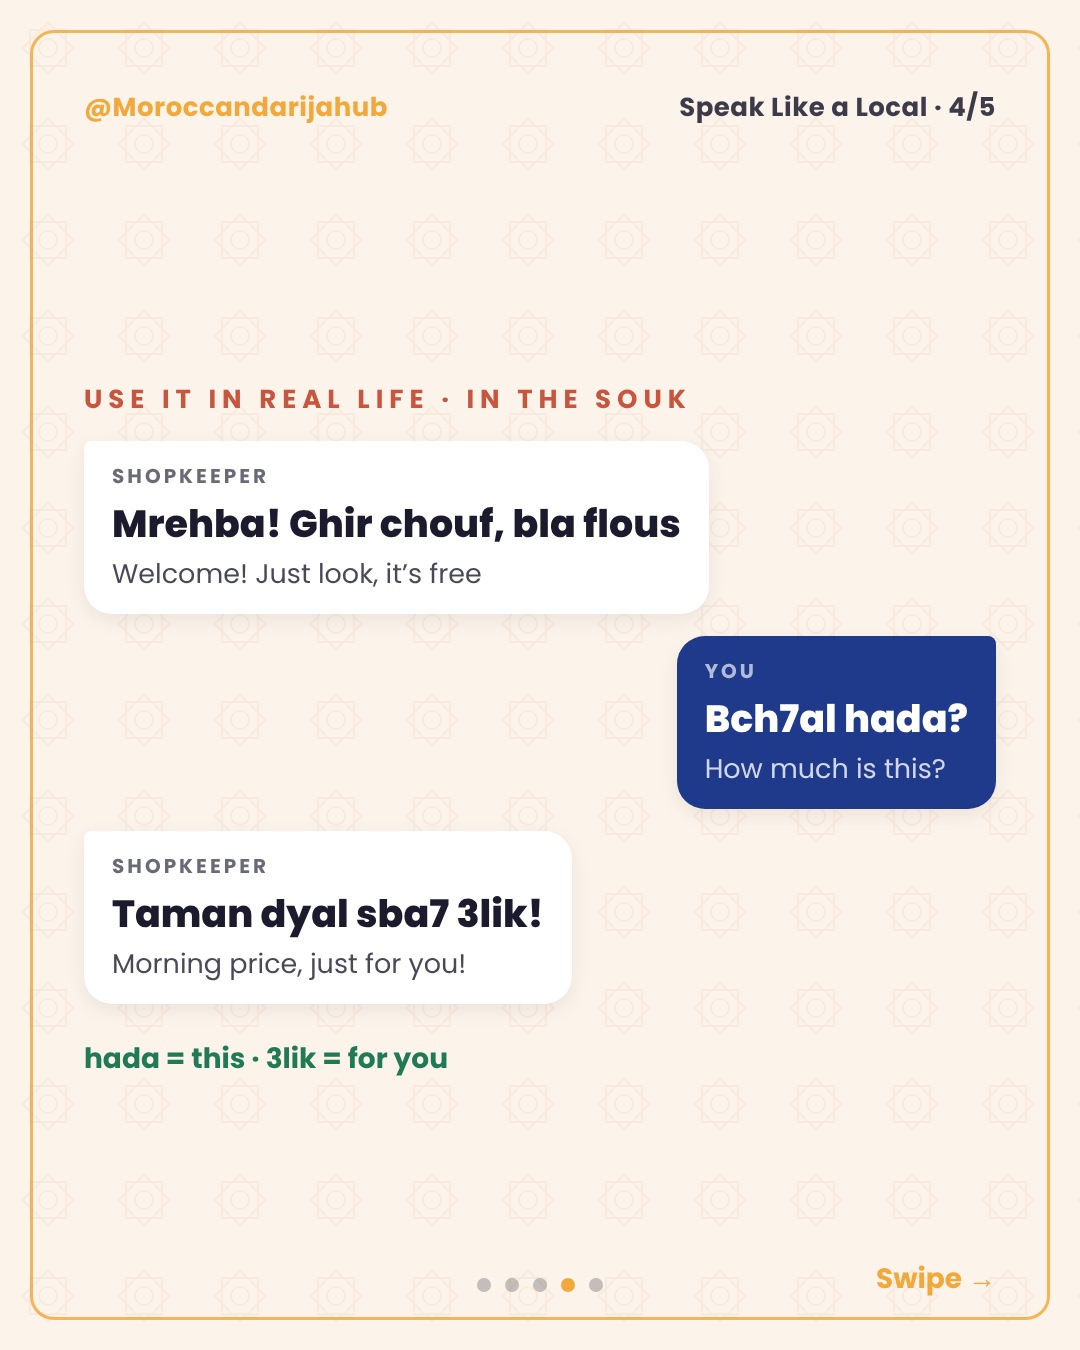 @Moroccandarijahub
Speak Like a Local · 4/5
USE IT IN REAL LIFE · IN THE SOUK
SHOPKEEPER
Mrehba! Ghir chouf, bla flous
Welcome! Just look, it’s free
YOU
Bch7al hada?
How much is this?
SHOPKEEPER
Taman dyal sba7 3lik!
Morning price, just for you!
hada = this · 3lik = for you
Swipe →